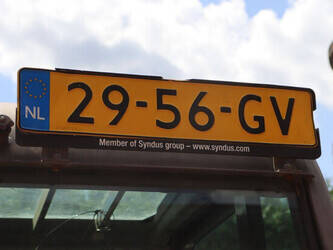 NL 29-56-GV
Member of Syndus group – www.syndus.com